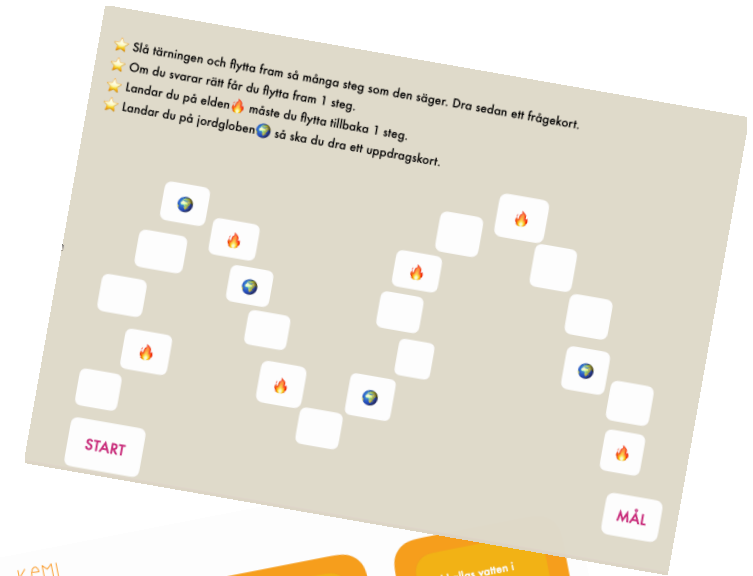 Slå tärningen och flytta fram så många steg som den säger. Dra sedan ett frågekort.
Om du svarar rätt får du flytta fram 1 steg.
Landar du på elden🔥 måste du flytta tillbaka 1 steg.
Landar du på jordgloben🌍 så ska du dra ett uppdragskort.
START
MÅL
KEMI
vatten i